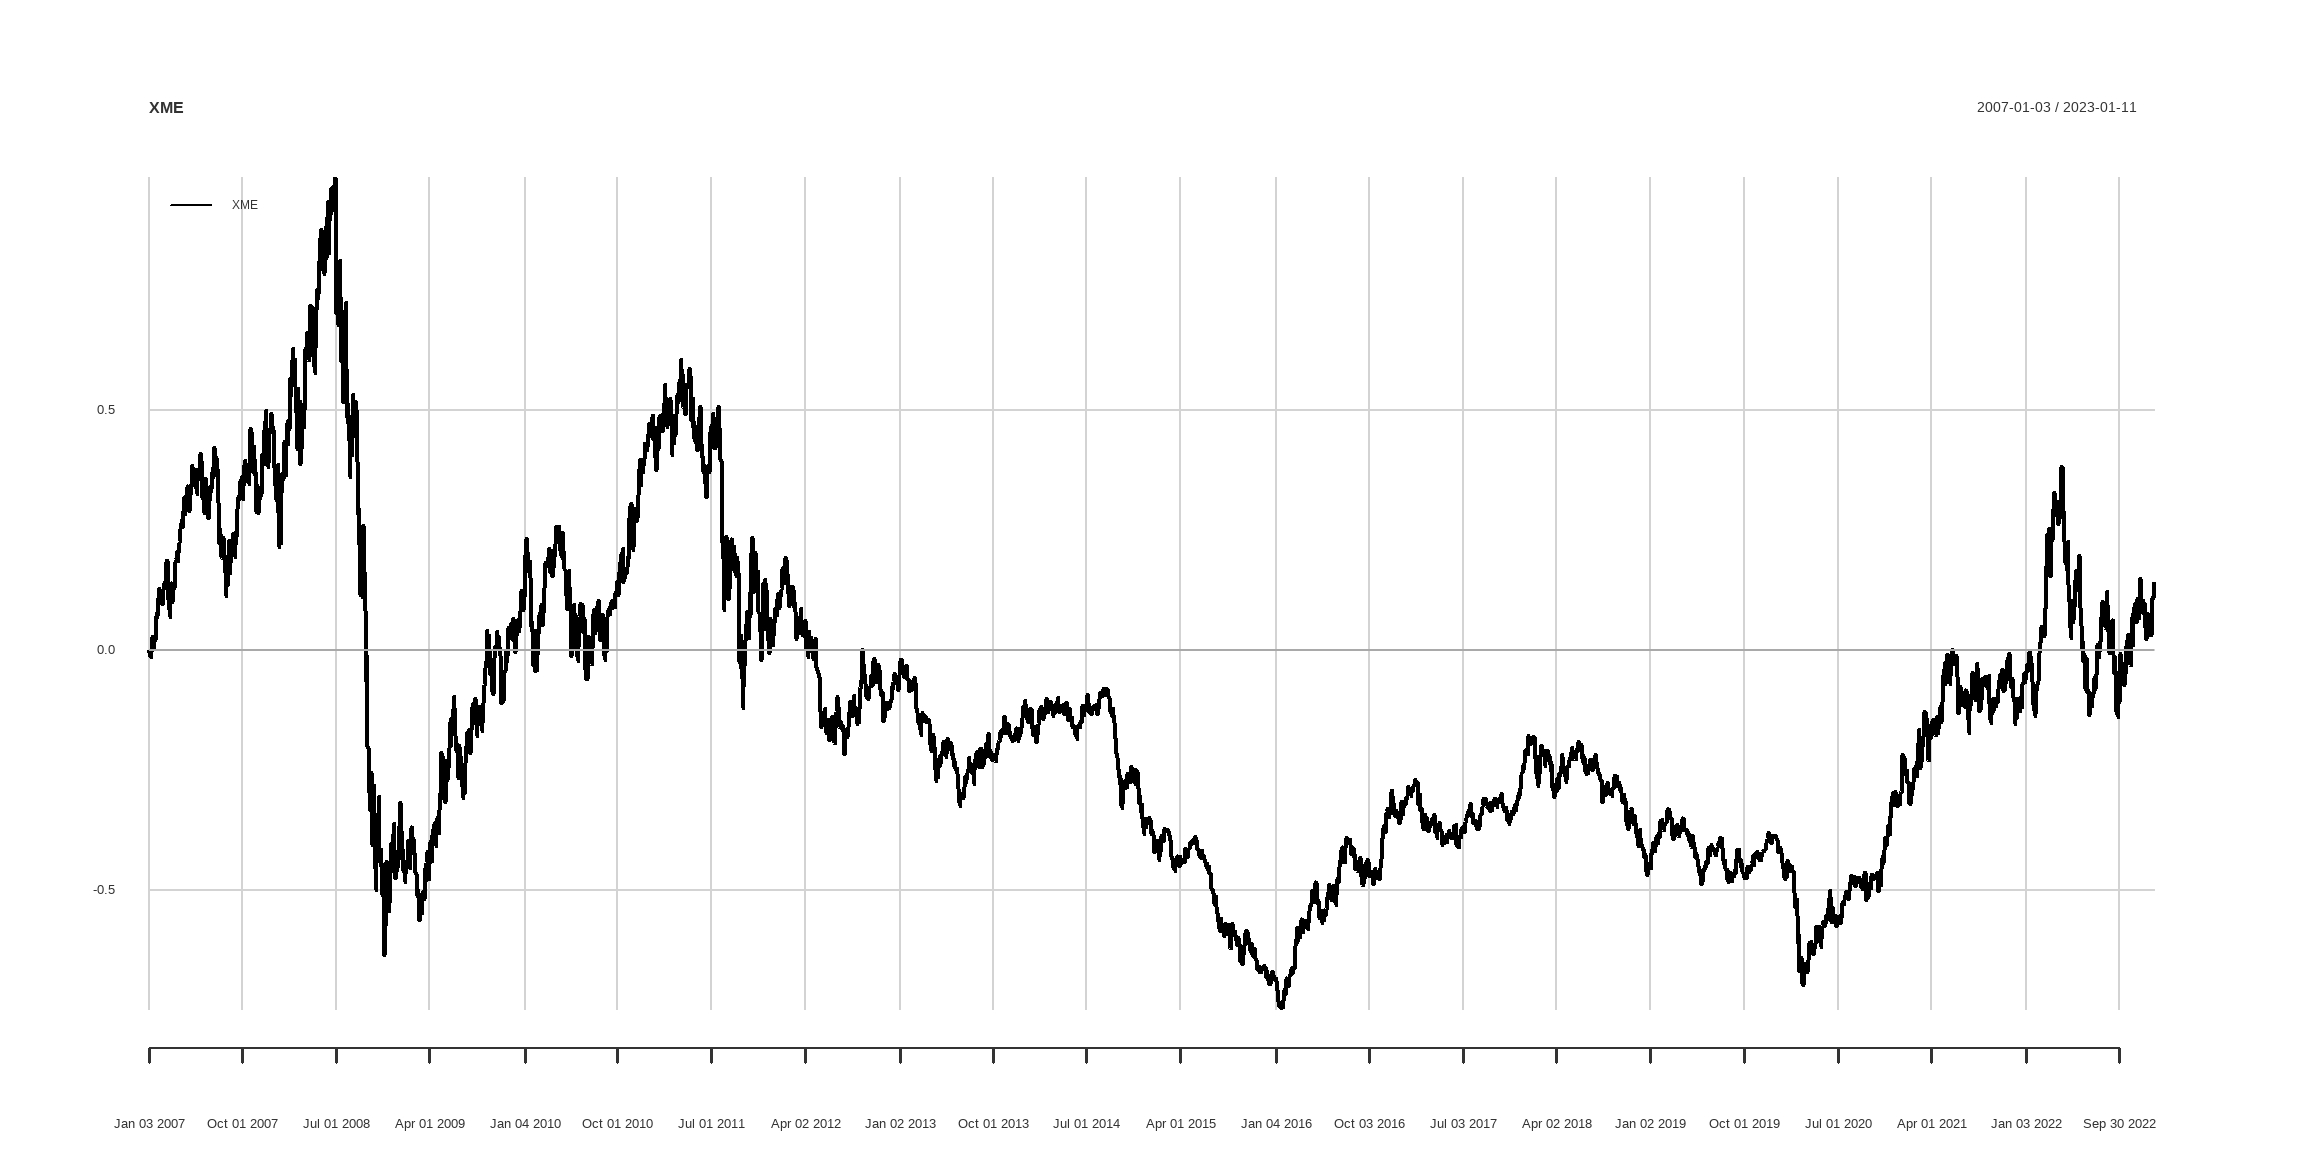 XME
2007-01-03 / 2023-01-11
XME
0.5
0.0
-0.5
Jan 03 2007
Oct 01 2007
Jul 01 2008
Apr 01 2009
Jan 04 2010
Oct 01 2010
Jul 01 2011
Apr 02 2012
Jan 02 2013
Oct 01 2013
Jul 01 2014
Apr 01 2015
Jan 04 2016
Oct 03 2016
Jul 03 2017
Apr 02 2018
Jan 02 2019
Oct 01 2019
Jul 01 2020
Apr 01 2021
Jan 03 2022
Sep 30 2022